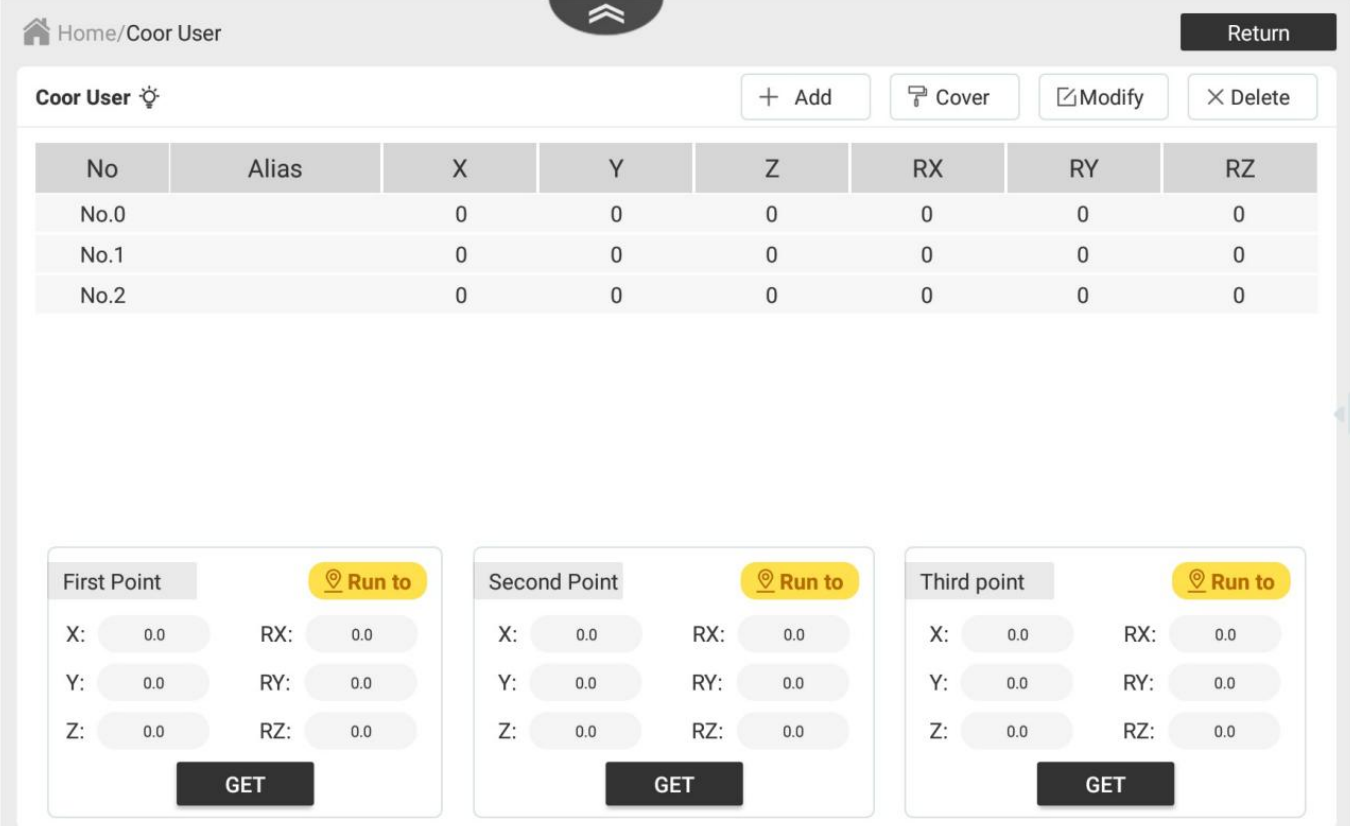 Home/Coor User
Return
Coor User
+ Add
Cover
Modify
Delete
No Alias X Y Z RX RY RZ
No.0 0 0 0 0 0 0
No.1 0 0 0 0 0 0
No.2 0 0 0 0 0 0
First Point
Run to
X: 0.0 RX: 0.0
Y: 0.0 RY: 0.0
Z: 0.0 RZ: 0.0
GET
Second Point
Run to
X: 0.0 RX: 0.0
Y: 0.0 RY: 0.0
Z: 0.0 RZ: 0.0
GET
Third point
Run to
X: 0.0 RX: 0.0
Y: 0.0 RY: 0.0
Z: 0.0 RZ: 0.0
GET